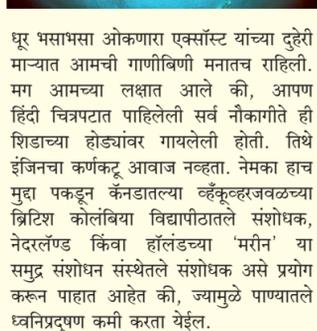 धूर भसाभसा ओकणारा एक्सॉस्ट यांच्या दुहेरी
माऱ्यात आमची गाणीबिणी मनातच राहिली.
मग आमच्या लक्षात आले की, आपण
हिंदी चित्रपटात पाहिलेली सर्व नौकागीते ही
शिडाच्या होड्यांवर गायलेली होती. तिथे
इंजिनचा कर्णकटू आवाज नव्हता. नेमका हाच
मुद्दा पकडून कॅनडातल्या व्हँकूव्हरजवळच्या
ब्रिटिश कोलंबिया विद्यापीठातले संशोधक,
नेदरलॅण्ड किंवा हॉलंडच्या ‘मरीन’ या
समुद्र संशोधन संस्थेतले संशोधक असे प्रयोग
करून पाहात आहेत की, ज्यामुळे पाण्यातले
ध्वनिप्रदूषण कमी करता येईल.